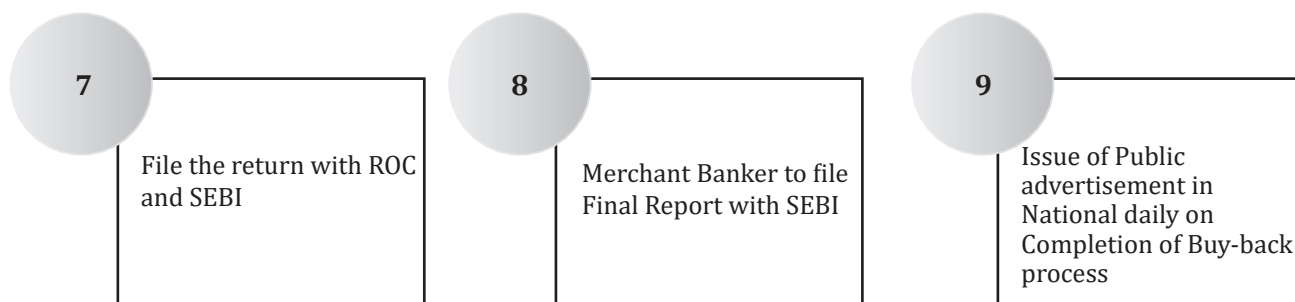 7
File the return with ROC
and SEBI
8
Merchant Banker to file
Final Report with SEBI
9
Issue of Public
advertisement in
National daily on
Completion of Buy-back
process